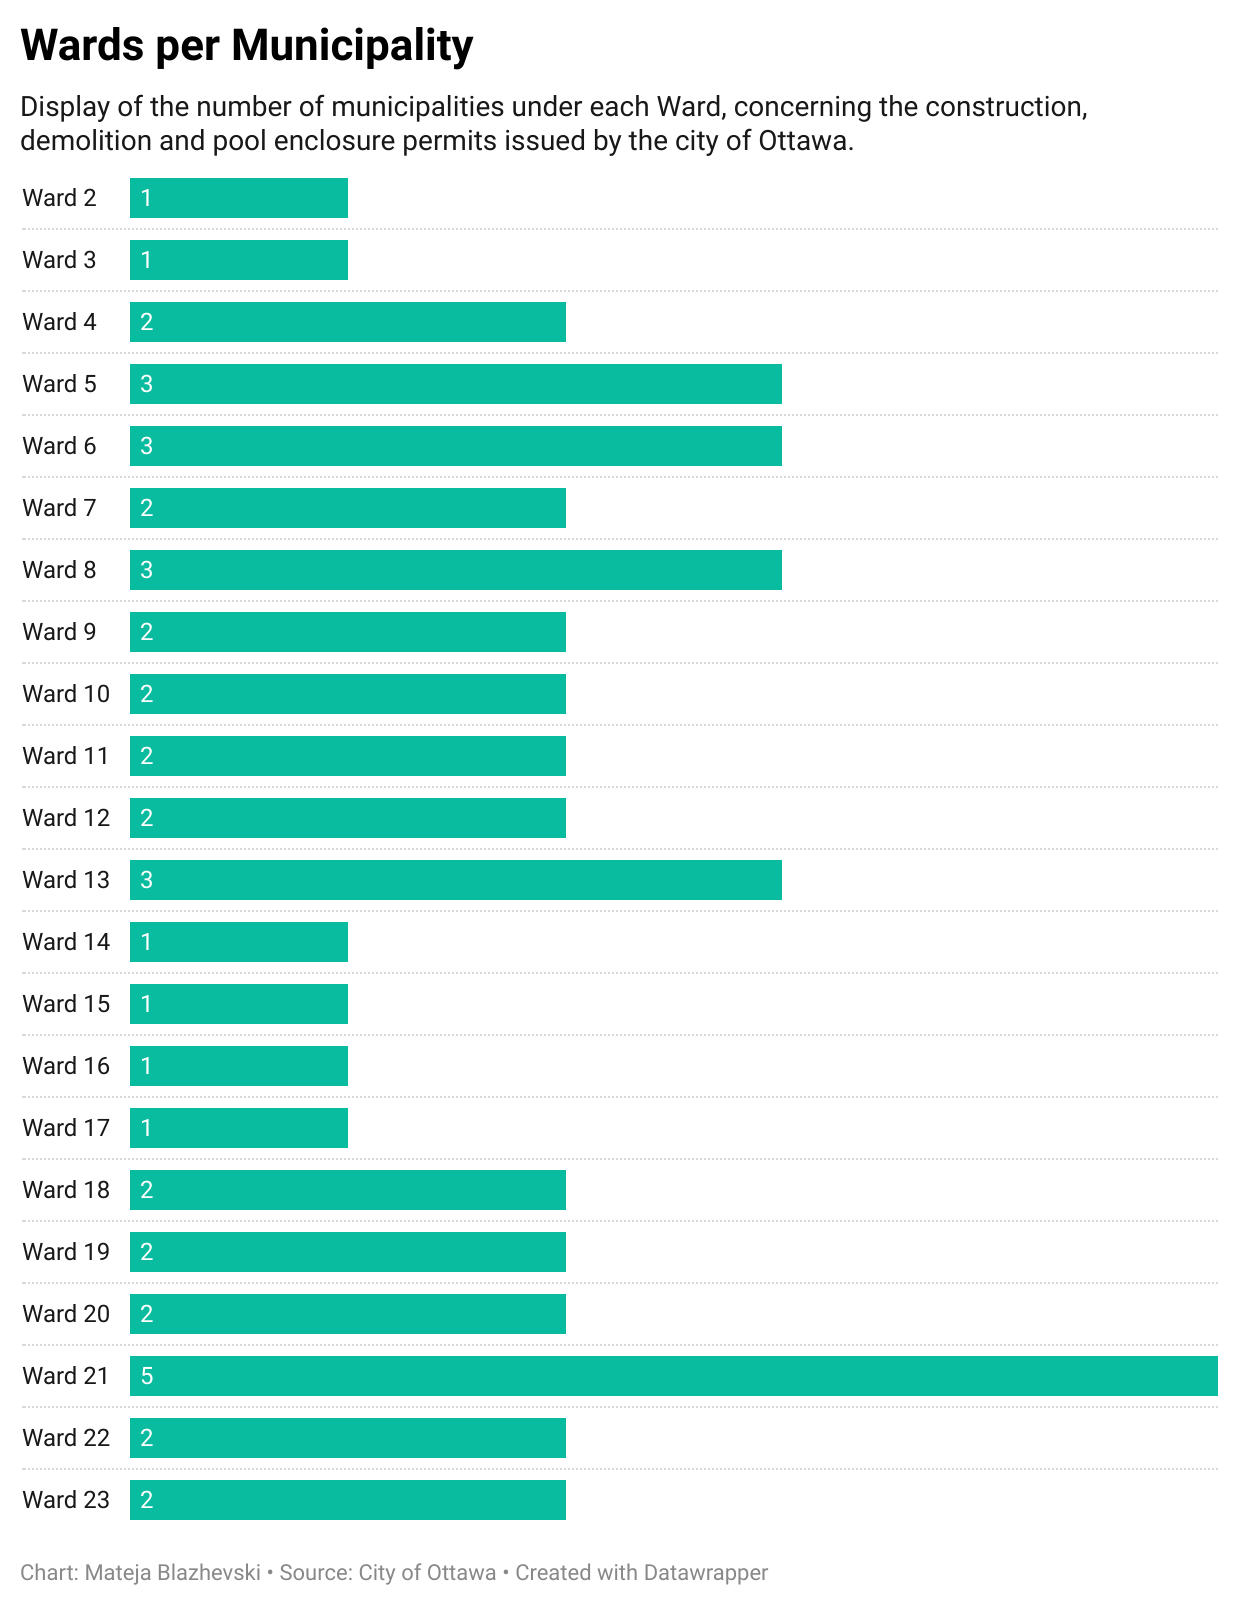 Wards per Municipality
Display of the number of municipalities under each Ward, concerning the construction,
demolition and pool enclosure permits issued by the city of Ottawa.
Ward 2 1
Ward 3 1
Ward 4 2
Ward 5 3
Ward 6 3
Ward 7 2
Ward 8 3
Ward 9 2
Ward 10 2
Ward 11 2
Ward 12 2
Ward 13 3
Ward 14 1
Ward 15 1
Ward 16 1
Ward 17 1
Ward 18 2
Ward 19 2
Ward 20 2
Ward 21 5
Ward 22 2
Ward 23 2
Chart: Mateja Blazhevski • Source: City of Ottawa • Created with Datawrapper